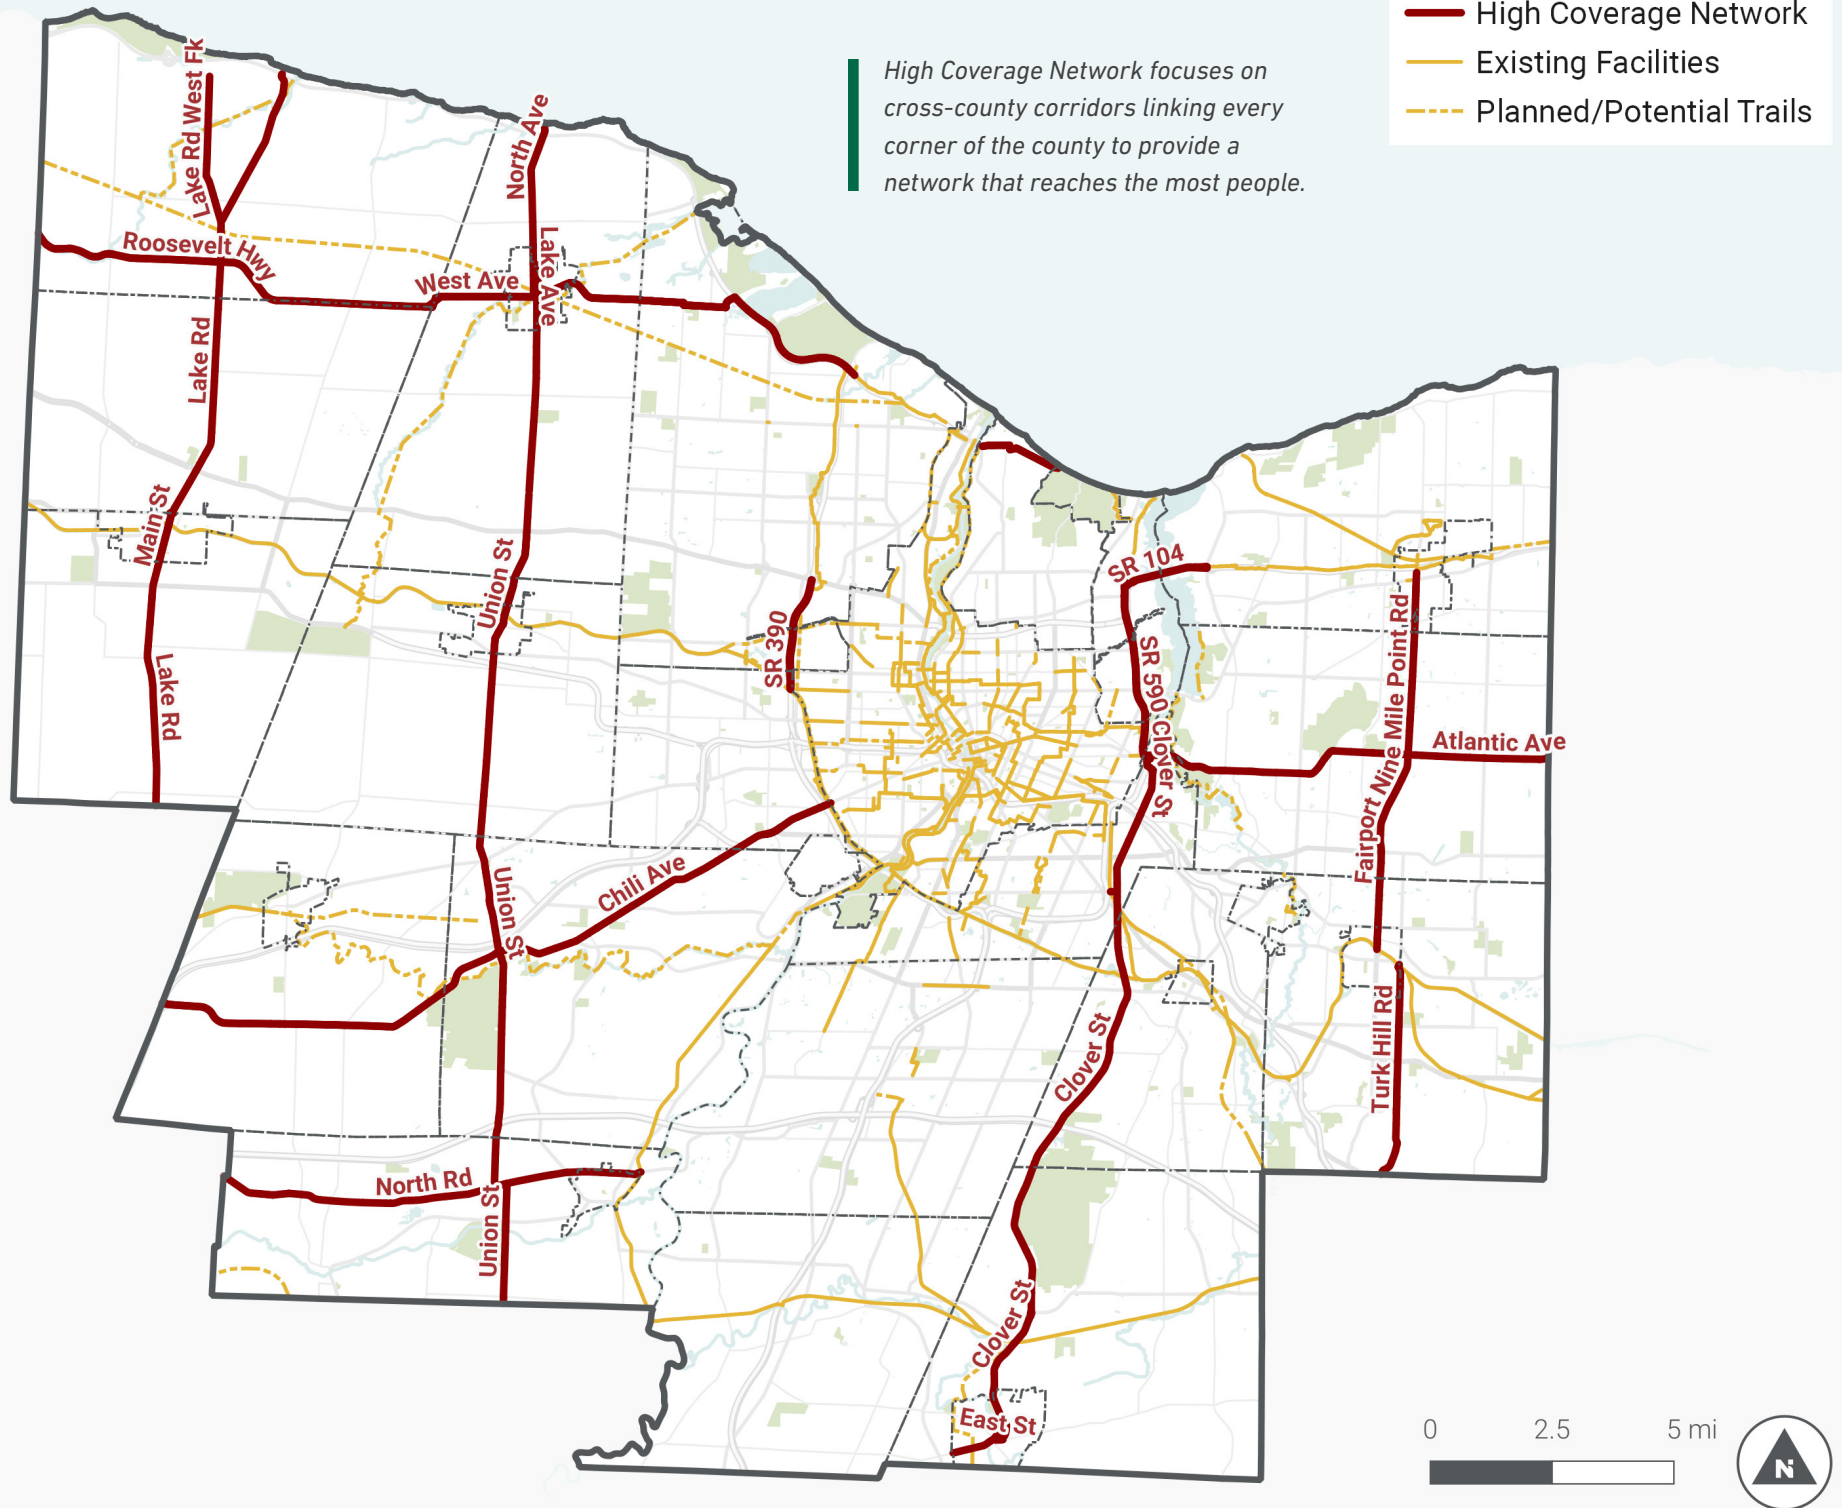 High Coverage Network
Existing Facilities
Planned/Potential Trails
High Coverage Network focuses on
cross-county corridors linking every
corner of the county to provide a
network that reaches the most people.
Lake Rd West Fk
North Ave
Roosevelt Hwy
West Ave
Lake Ave
Lake Rd
Main St
Union St
SR 104
SR 390
SR 590
Fairport Nine Mile Point Rd
Lake Rd
Clover St
Atlantic Ave
Chili Ave
Union St
Turk Hill Rd
Clover St
North Rd
Union St
Clover St
East St
0 2.5 5 mi
N